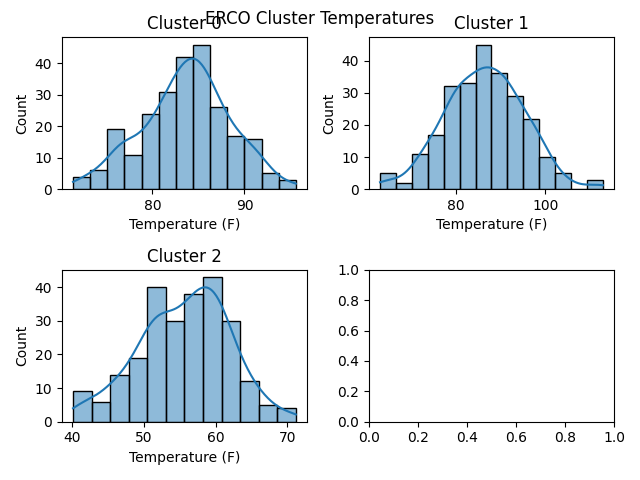 ERCO Cluster Temperatures
Cluster 0
Count
40
30
20
10
0
80 90
Temperature (F)
Cluster 1
Count
40
30
20
10
0
80 100
Temperature (F)
Cluster 2
Count
40
30
20
10
0
40 50 60 70
Temperature (F)
1.0
0.8
0.6
0.4
0.2
0.0
0.0 0.2 0.4 0.6 0.8 1.0